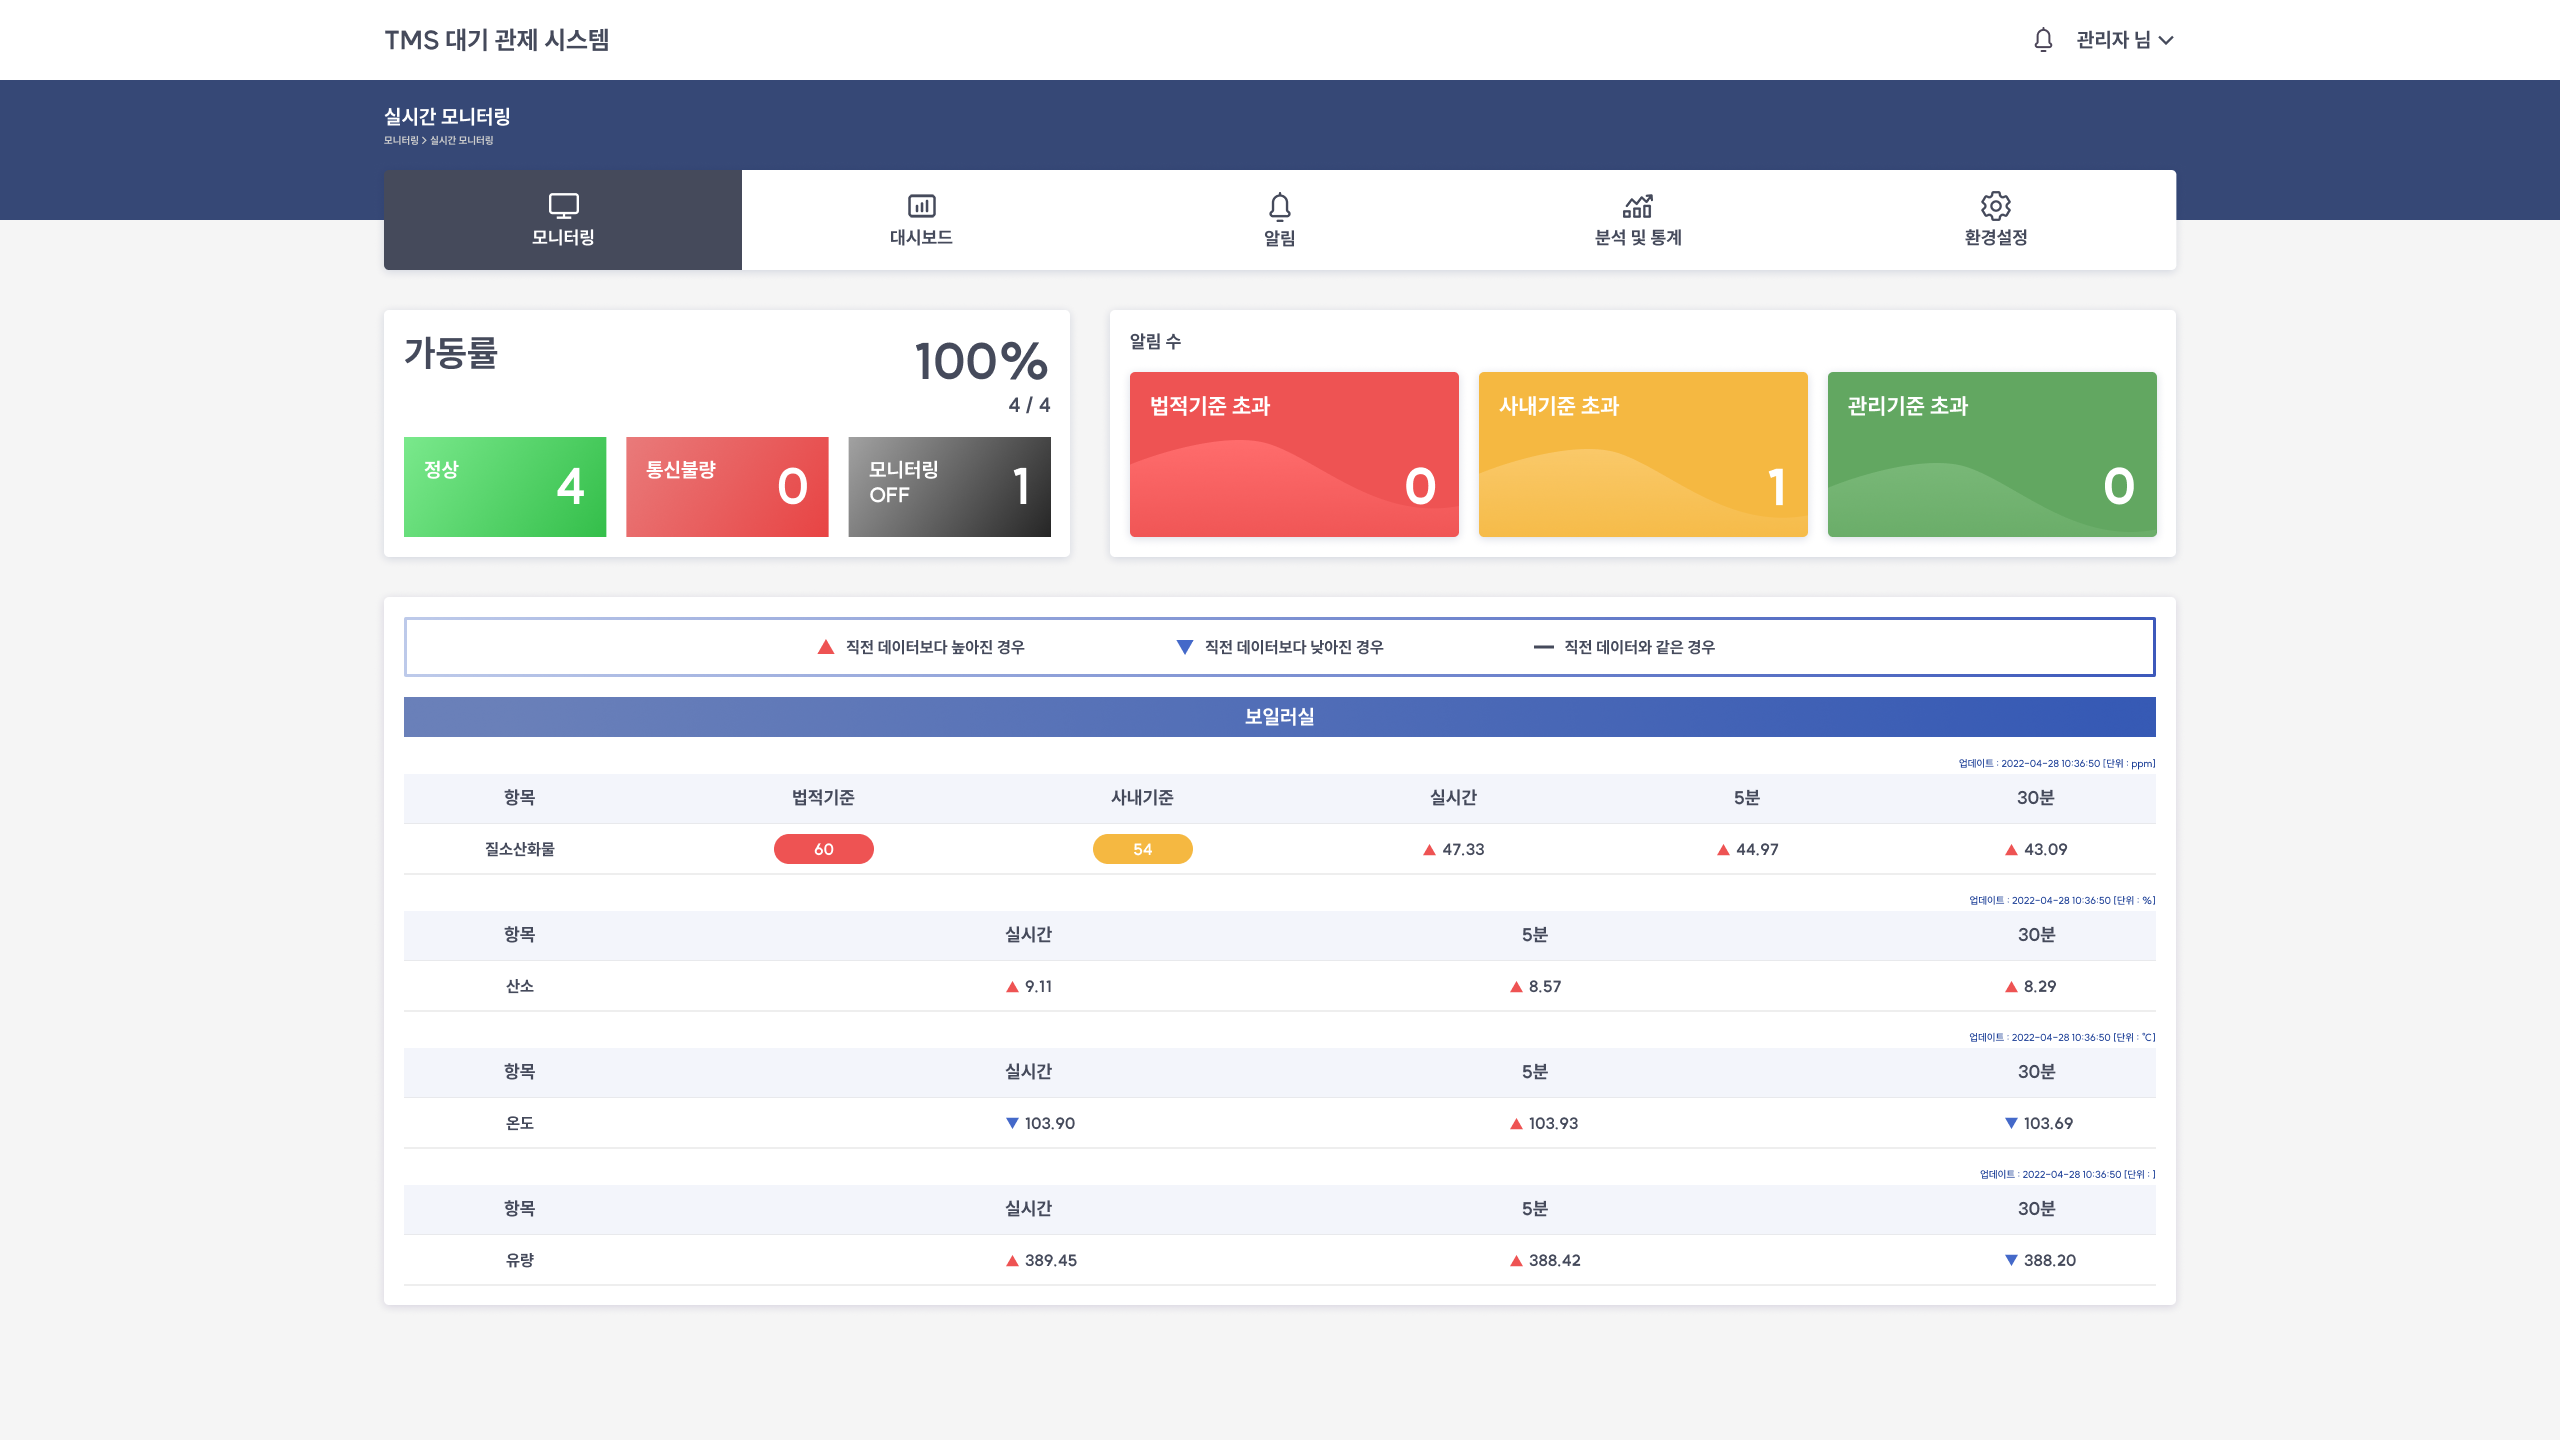 TMS 대기 관제 시스템
관리자 님
실시간 모니터링
모니터링 > 실시간 모니터링
모니터링
대시보드
알림
분석 및 통계
환경설정
가동률
100%
4 / 4
정상
4
통신불량
0
모니터링
OFF
1
알림 수
법적기준 초과
0
사내기준 초과
1
관리기준 초과
0
직전 데이터보다 높아진 경우
직전 데이터보다 낮아진 경우
직전 데이터와 같은 경우
보일러실
업데이트 : 2022-04-28 10:36:50 [단위 : ppm]
항목 법적기준 사내기준 실시간 5분 30분
질소산화물 60 54 ▲ 47.33 ▲ 44.97 ▲ 43.09
업데이트 : 2022-04-28 10:36:50 [단위 : %]
항목 실시간 5분 30분
산소 ▲ 9.11 ▲ 8.57 ▲ 8.29
업데이트 : 2022-04-28 10:36:50 [단위 : ℃]
항목 실시간 5분 30분
온도 ▼ 103.90 ▲ 103.93 ▼ 103.69
업데이트 : 2022-04-28 10:36:50 [단위 : ]
항목 실시간 5분 30분
유량 ▲ 389.45 ▲ 388.42 ▼ 388.20